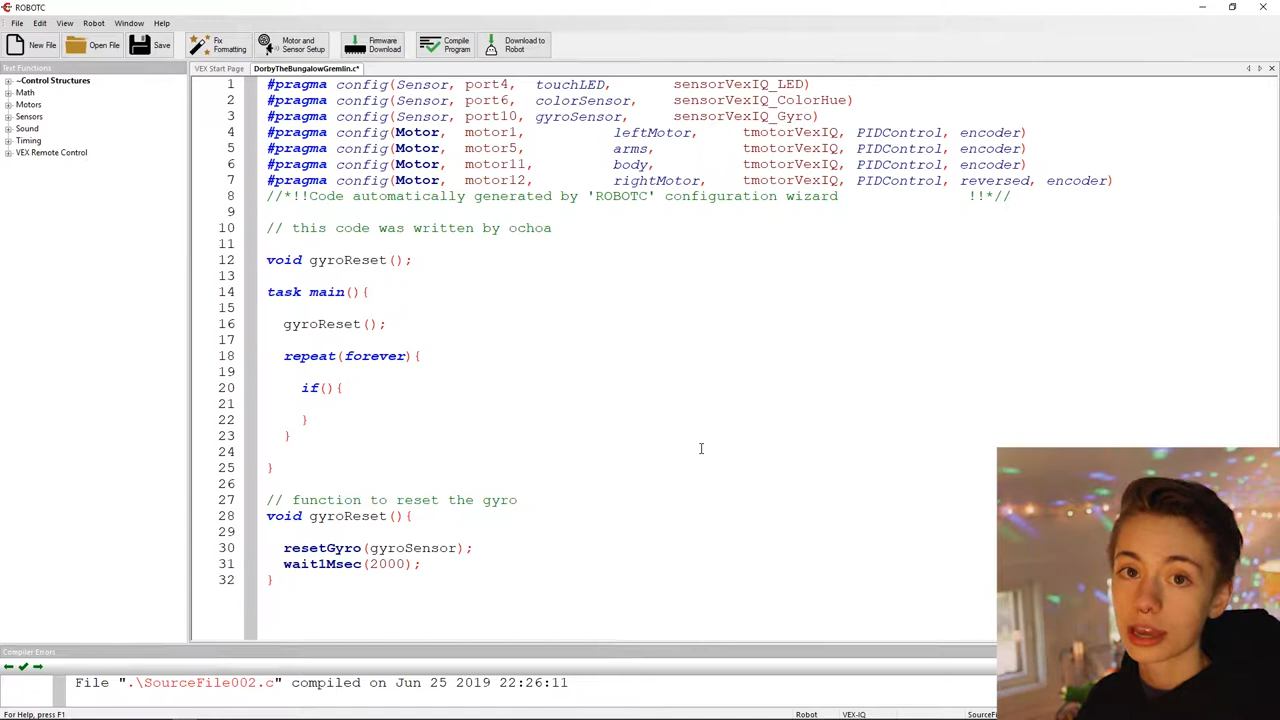 ROBOTC
File Edit View Robot Window Help
New File Open File Save Fix Formatting Motor and Sensor Setup Firmware Download Compile Program Download to Robot
Text Functions
VEX Start Page DorbyTheBungalowGremlin.c*
~Control Structures
Math
Motors
Sensors
Sound
Timing
VEX Remote Control
1 #pragma config(Sensor, port4, touchLED, sensorVexIQ_LED)
2 #pragma config(Sensor, port6, colorSensor, sensorVexIQ_ColorHue)
3 #pragma config(Sensor, port10, gyroSensor, sensorVexIQ_Gyro)
4 #pragma config(Motor, motor1, leftMotor, tmotorVexIQ, PIDControl, encoder)
5 #pragma config(Motor, motor5, arms, tmotorVexIQ, PIDControl, encoder)
6 #pragma config(Motor, motor11, body, tmotorVexIQ, PIDControl, encoder)
7 #pragma config(Motor, motor12, rightMotor, tmotorVexIQ, PIDControl, reversed, encoder)
8 //*!!Code automatically generated by 'ROBOTC' configuration wizard !!*//
9
10 // this code was written by ochoa
11
12 void gyroReset();
13
14 task main(){
15
16 gyroReset();
17
18 repeat(forever){
19
20 if(){
21
22 }
23 }
24
25 }
26
27 // function to reset the gyro
28 void gyroReset(){
29
30 resetGyro(gyroSensor);
31 wait1Msec(2000);
32 }
Compiler Errors
File ".\SourceFile002.c" compiled on Jun 25 2019 22:26:11
For Help, press F1 Robot VEX-IQ